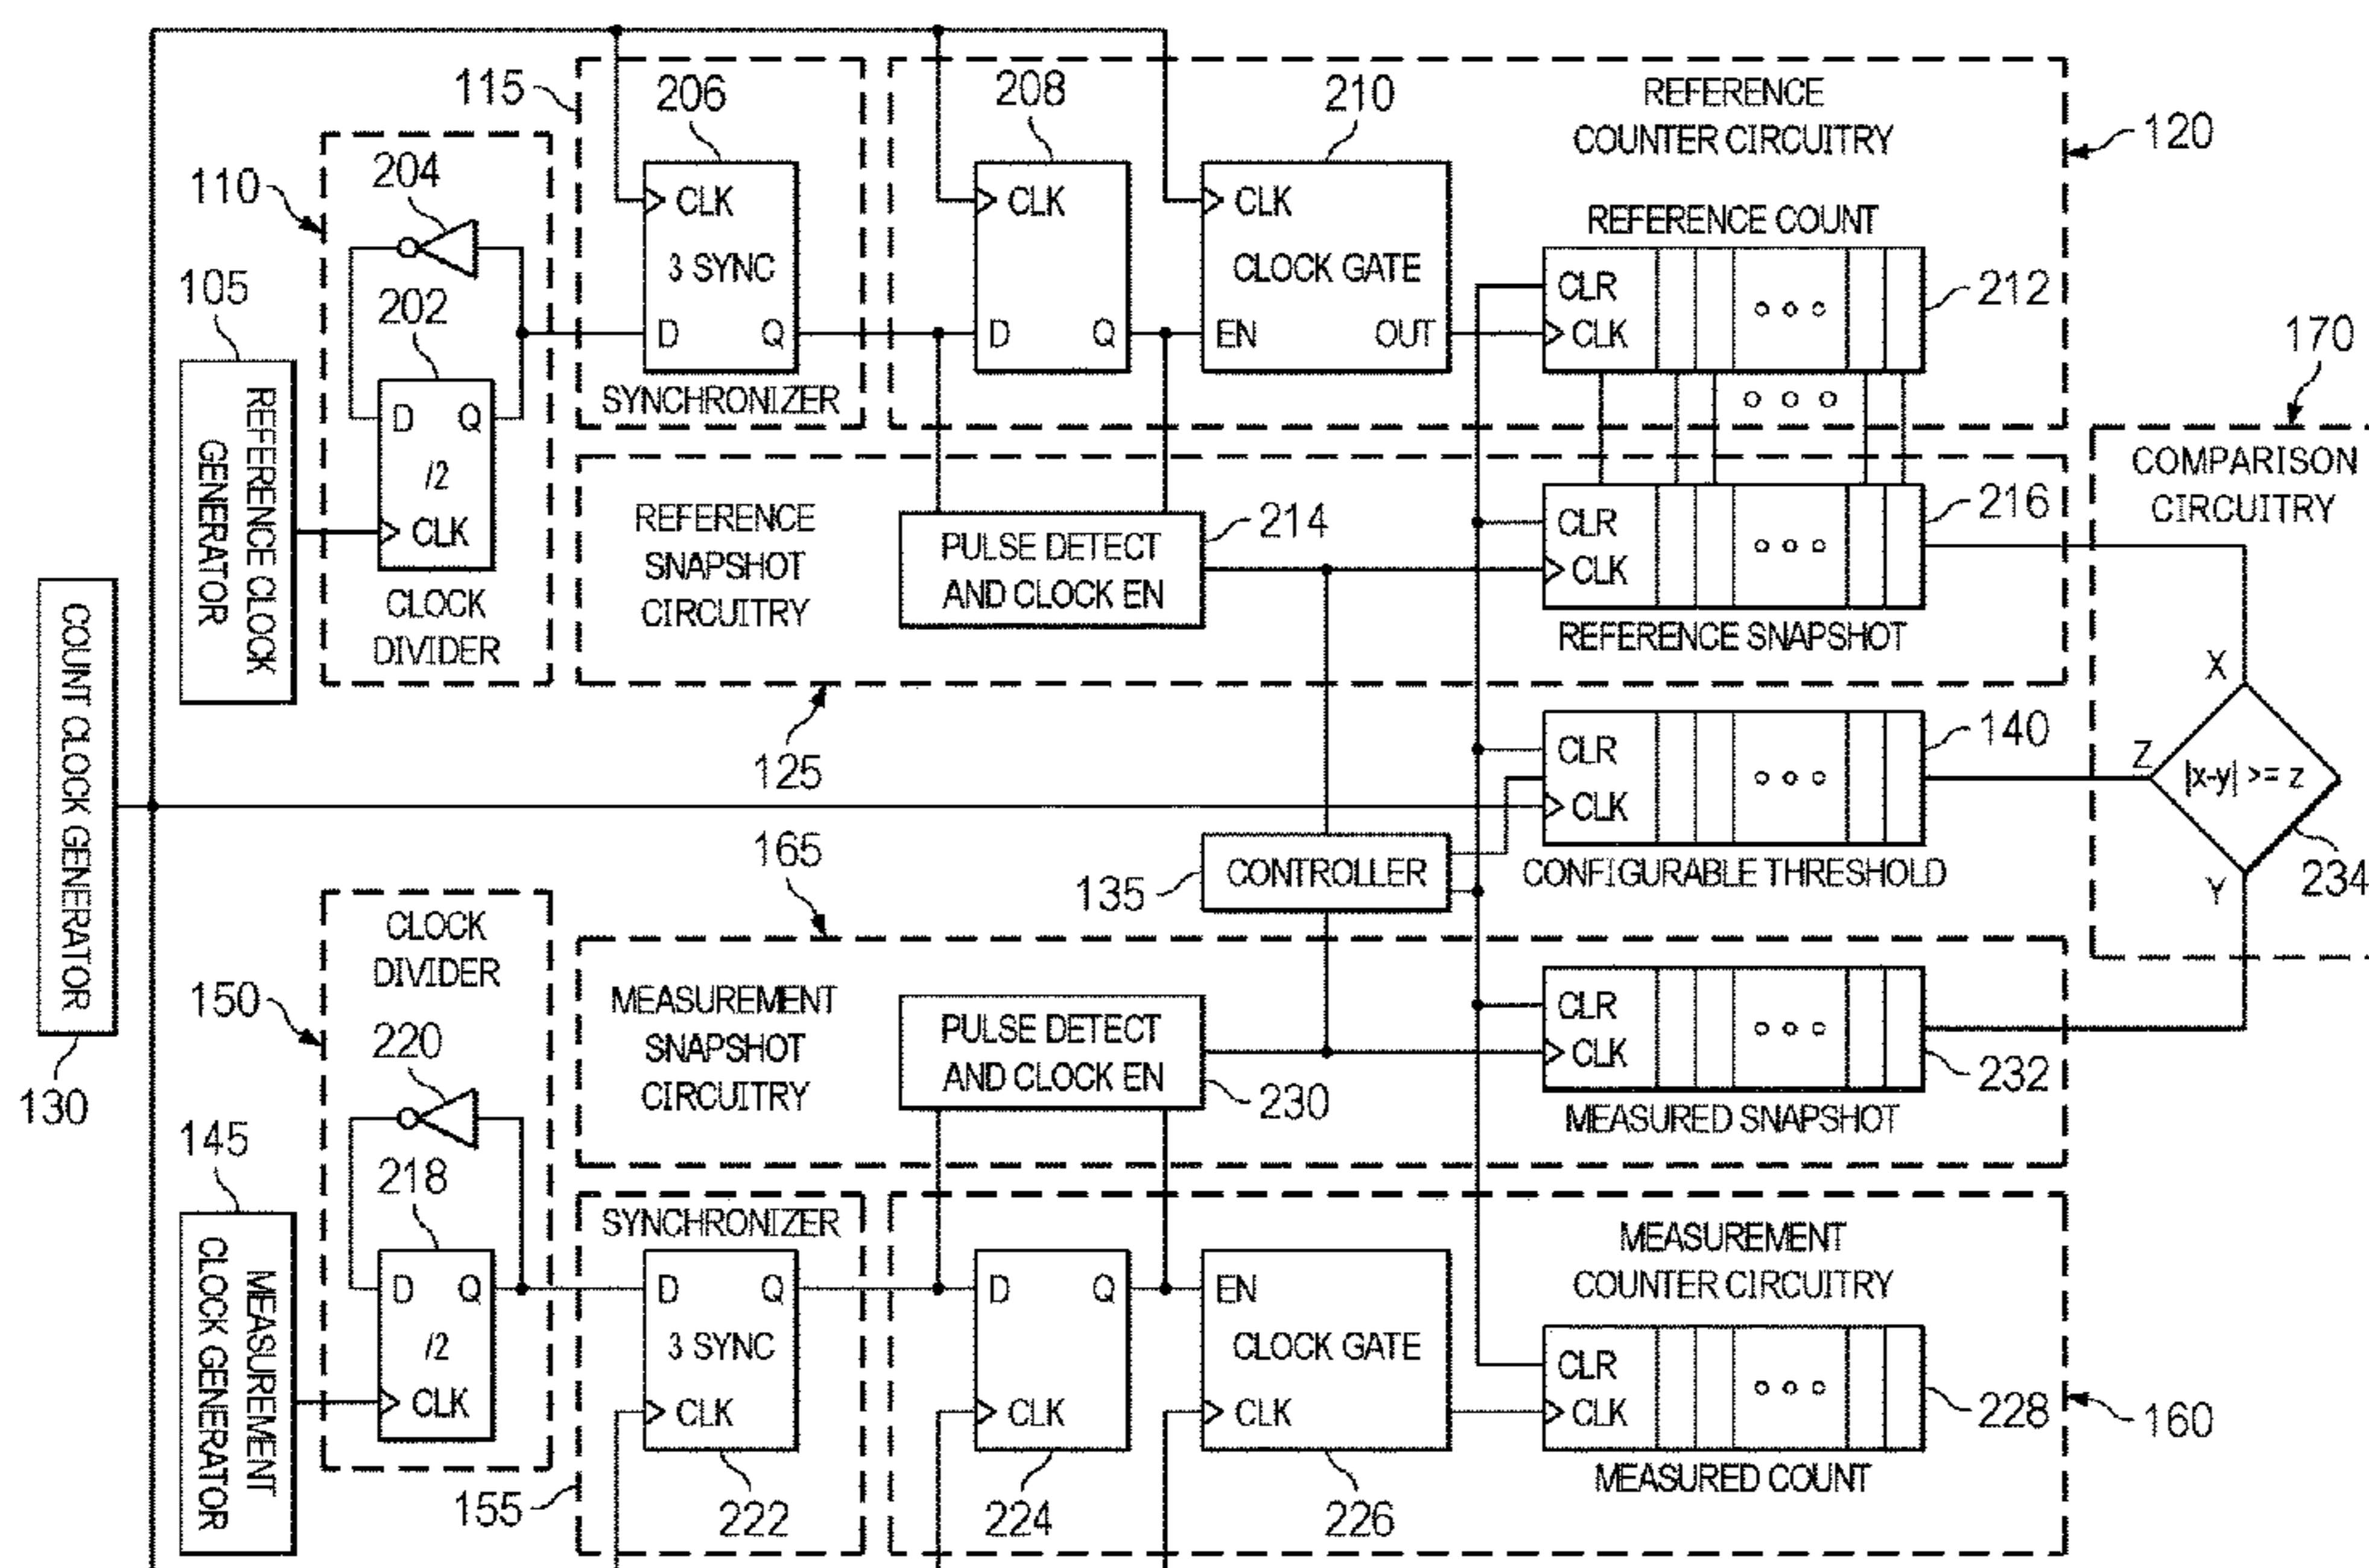 115
206
208
210
REFERENCE
COUNTER CIRCUITRY
120
110
204
CLK
3 SYNC
D
Q
SYNCHRONIZER
CLK
D
Q
CLK
CLOCK GATE
EN
OUT
REFERENCE COUNT
CLR
CLK
212
105
REFERENCE CLOCK
GENERATOR
202
D
Q
/2
CLK
CLOCK
DIVIDER
170
COMPARISON
CIRCUITRY
REFERENCE
SNAPSHOT
CIRCUITRY
PULSE DETECT
AND CLOCK EN
214
CLR
CLK
216
REFERENCE SNAPSHOT
125
X
COUNT CLOCK GENERATOR
130
CLR
CLK
140
CONFIGURABLE THRESHOLD
Z
|x-y| >= z
234
Y
165
135
CONTROLLER
CLOCK
DIVIDER
150
220
MEASUREMENT
SNAPSHOT
CIRCUITRY
PULSE DETECT
AND CLOCK EN
230
CLR
CLK
232
MEASURED SNAPSHOT
145
MEASUREMENT
CLOCK GENERATOR
218
D
Q
/2
CLK
SYNCHRONIZER
D
Q
3 SYNC
CLK
155
222
D
Q
CLK
224
EN
CLOCK GATE
CLK
226
MEASUREMENT
COUNTER CIRCUITRY
CLR
CLK
228
MEASURED COUNT
160